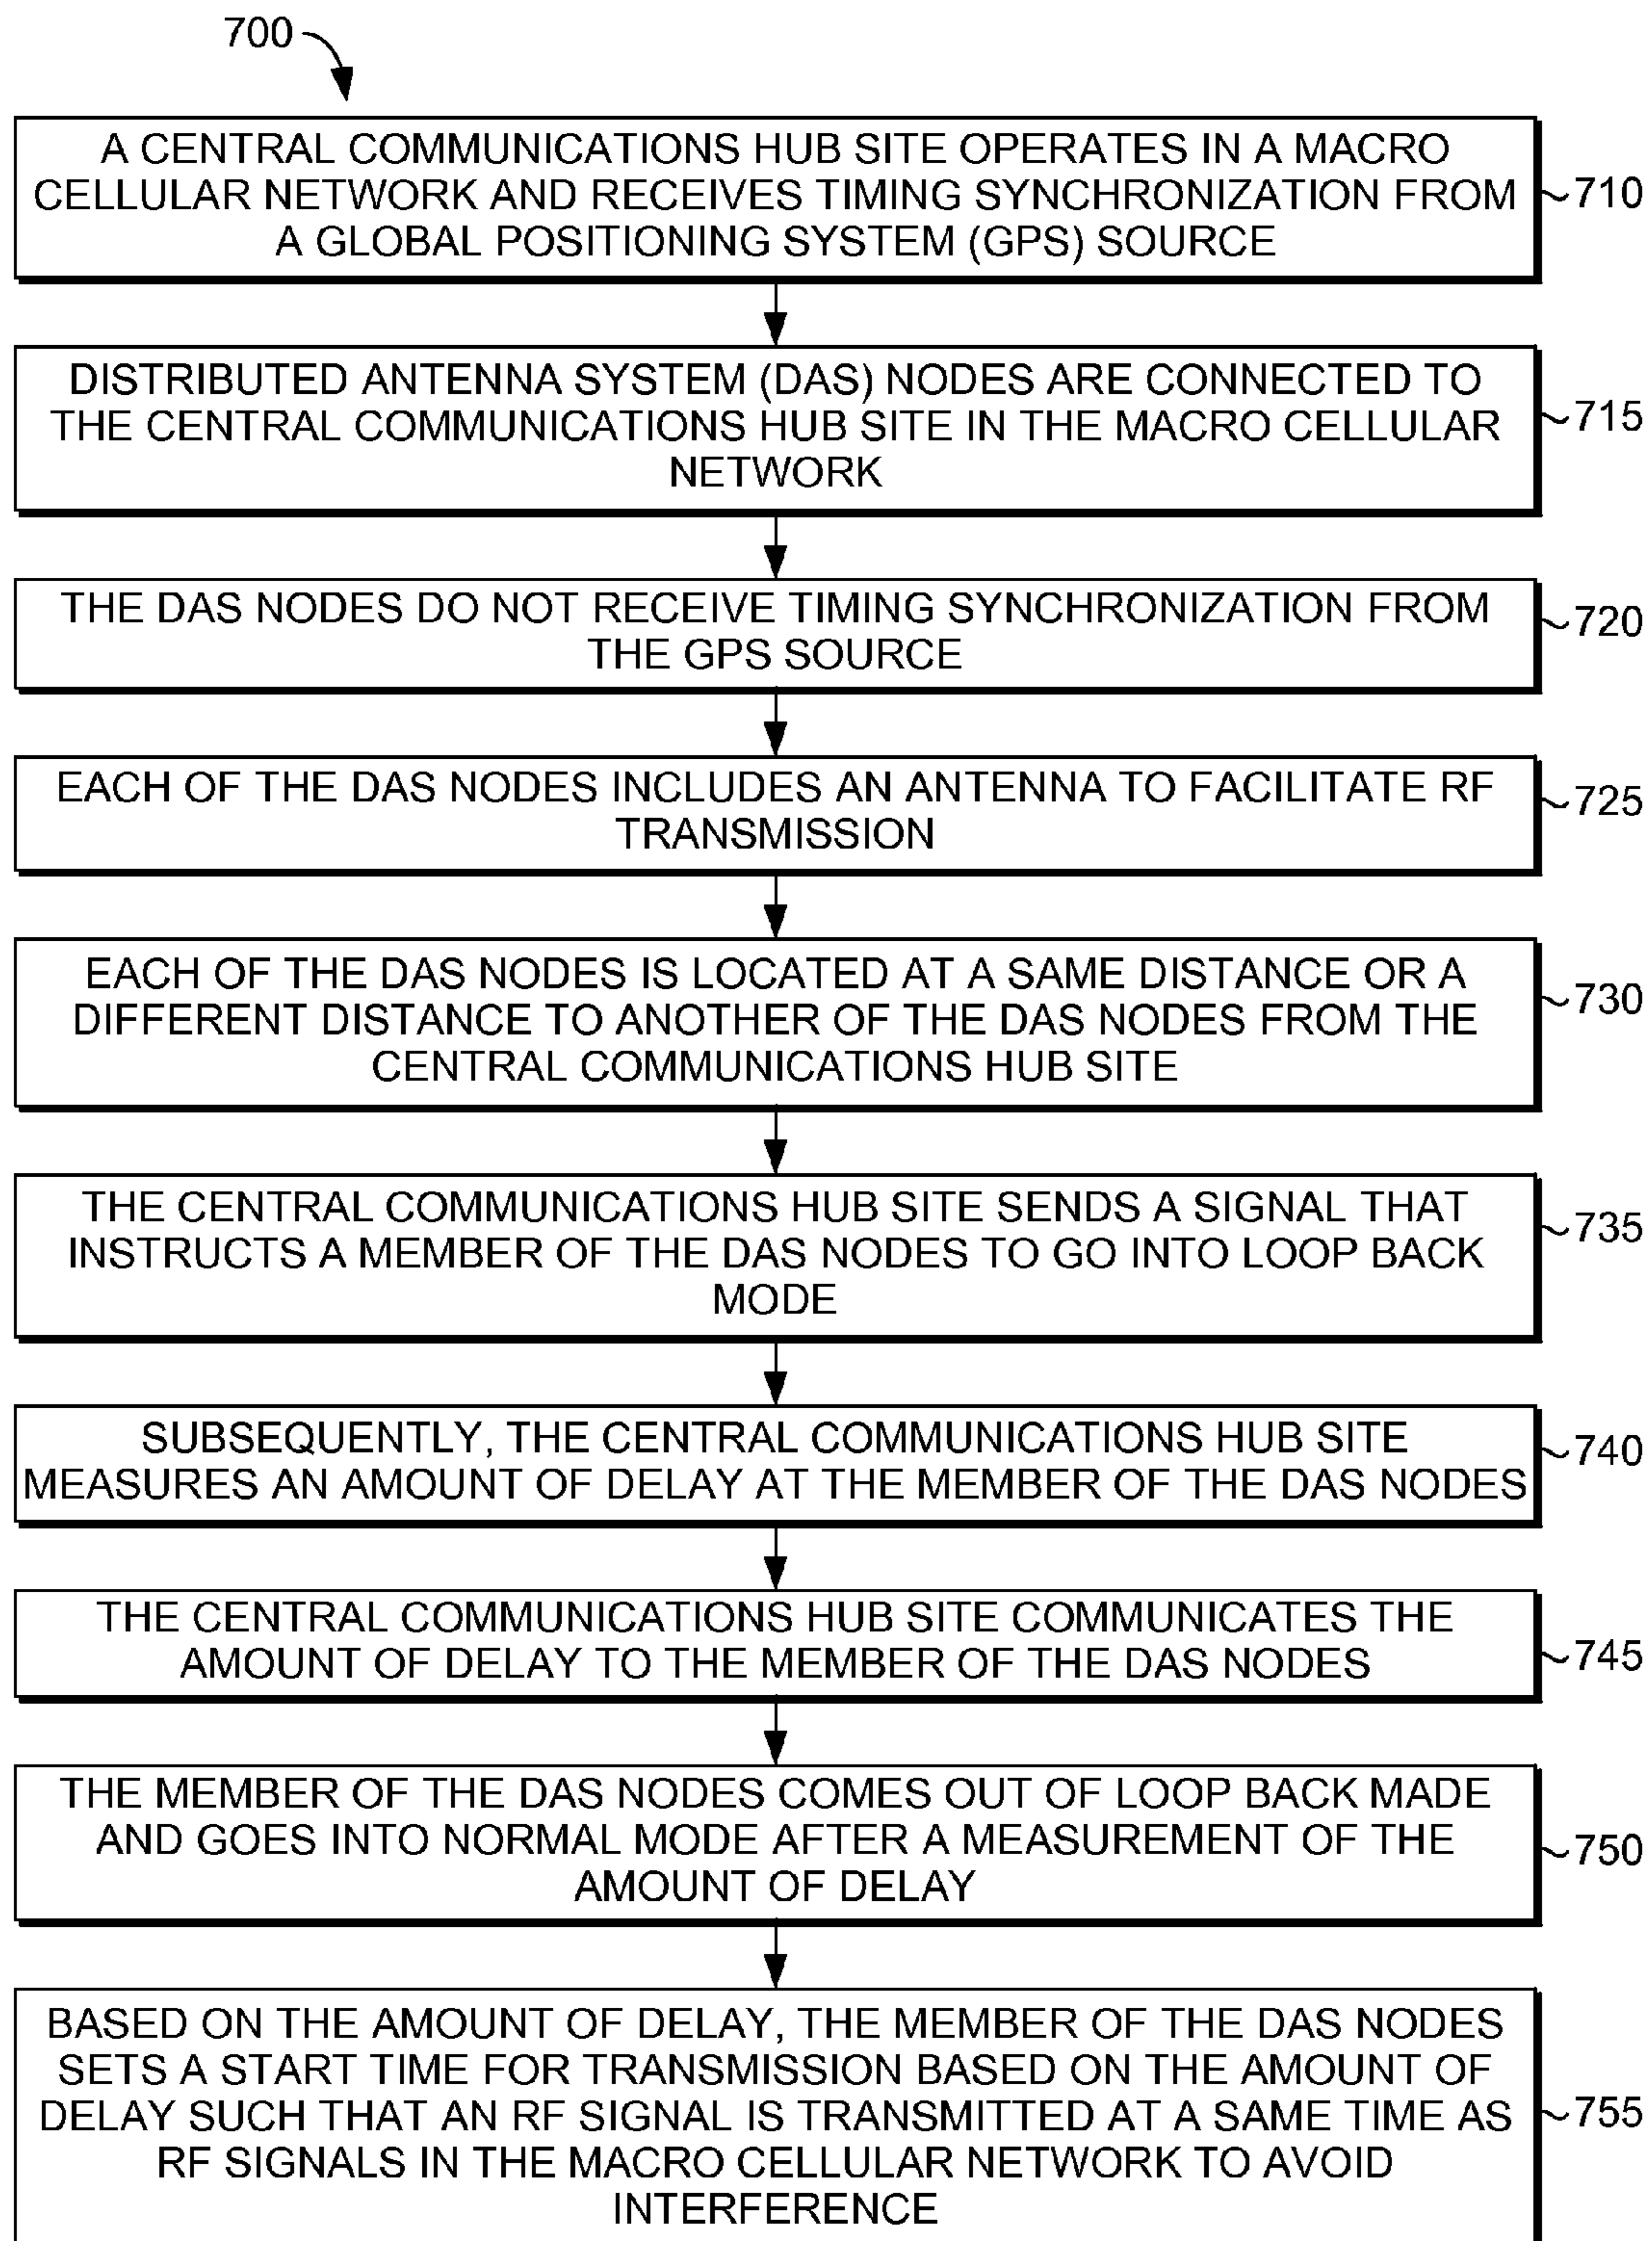 700
A CENTRAL COMMUNICATIONS HUB SITE OPERATES IN A MACRO
CELLULAR NETWORK AND RECEIVES TIMING SYNCHRONIZATION FROM
A GLOBAL POSITIONING SYSTEM (GPS) SOURCE
710
DISTRIBUTED ANTENNA SYSTEM (DAS) NODES ARE CONNECTED TO
THE CENTRAL COMMUNICATIONS HUB SITE IN THE MACRO CELLULAR
NETWORK
715
THE DAS NODES DO NOT RECEIVE TIMING SYNCHRONIZATION FROM
THE GPS SOURCE
720
EACH OF THE DAS NODES INCLUDES AN ANTENNA TO FACILITATE RF
TRANSMISSION
725
EACH OF THE DAS NODES IS LOCATED AT A SAME DISTANCE OR A
DIFFERENT DISTANCE TO ANOTHER OF THE DAS NODES FROM THE
CENTRAL COMMUNICATIONS HUB SITE
730
THE CENTRAL COMMUNICATIONS HUB SITE SENDS A SIGNAL THAT
INSTRUCTS A MEMBER OF THE DAS NODES TO GO INTO LOOP BACK
MODE
735
SUBSEQUENTLY, THE CENTRAL COMMUNICATIONS HUB SITE
MEASURES AN AMOUNT OF DELAY AT THE MEMBER OF THE DAS NODES
740
THE CENTRAL COMMUNICATIONS HUB SITE COMMUNICATES THE
AMOUNT OF DELAY TO THE MEMBER OF THE DAS NODES
745
THE MEMBER OF THE DAS NODES COMES OUT OF LOOP BACK MADE
AND GOES INTO NORMAL MODE AFTER A MEASUREMENT OF THE
AMOUNT OF DELAY
750
BASED ON THE AMOUNT OF DELAY, THE MEMBER OF THE DAS NODES
SETS A START TIME FOR TRANSMISSION BASED ON THE AMOUNT OF
DELAY SUCH THAT AN RF SIGNAL IS TRANSMITTED AT A SAME TIME AS
RF SIGNALS IN THE MACRO CELLULAR NETWORK TO AVOID
INTERFERENCE
755